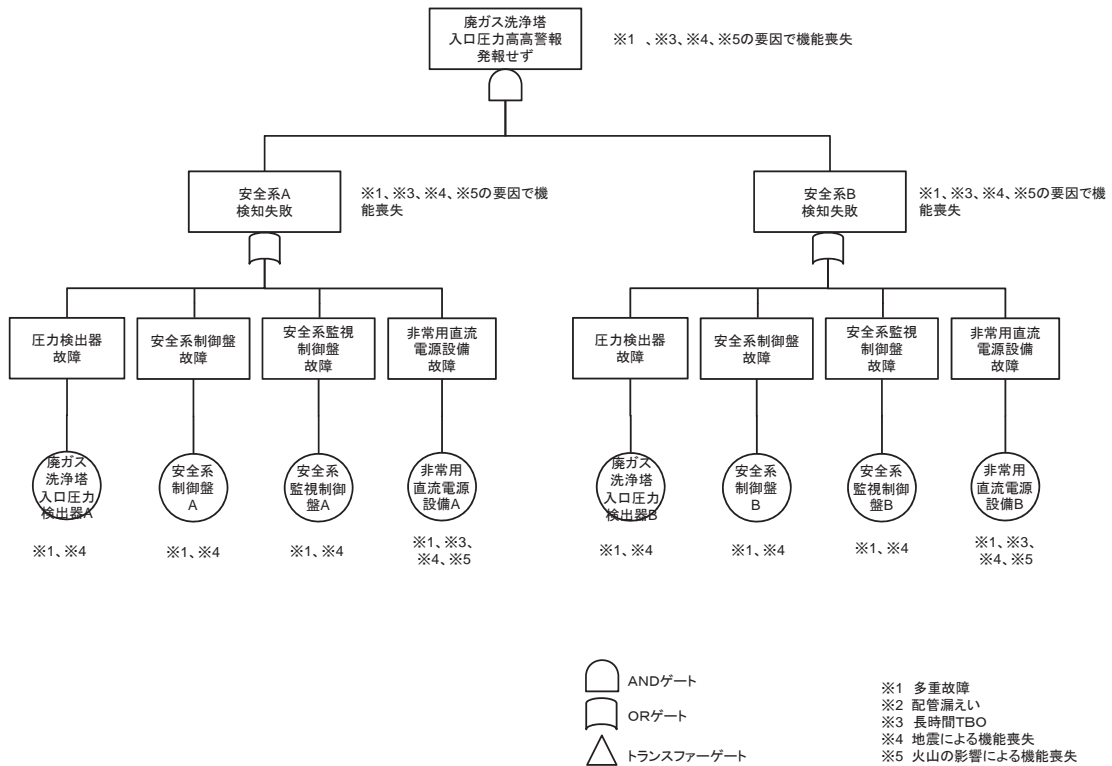 廃ガス洗浄塔
入口圧力高高警報
発報せず
※1 、※3、※4、※5の要因で機能喪失
安全系A
検知失敗
※1、※3、※4、※5の要因で機
能喪失
安全系B
検知失敗
※1、※3、※4、※5の要因で機
能喪失
圧力検出器
故障
安全系制御盤
故障
安全系監視
制御盤
故障
非常用直流
電源設備
故障
圧力検出器
故障
安全系制御盤
故障
安全系監視
制御盤
故障
非常用直流
電源設備
故障
廃ガス
洗浄塔
入口圧力
検出器A
安全系
制御盤
A
安全系
監視制御
盤A
非常用
直流電源
設備A
廃ガス
洗浄塔
入口圧力
検出器B
安全系
制御盤
B
安全系
監視制御
盤B
非常用
直流電源
設備B
※1、※4
※1、※4
※1、※4
※1、※3、
※4、※5
※1、※4
※1、※4
※1、※4
※1、※3、
※4、※5
ANDゲート
ORゲート
トランスファーゲート
※1 多重故障
※2 配管漏えい
※3 長時間TBO
※4 地震による機能喪失
※5 火山の影響による機能喪失